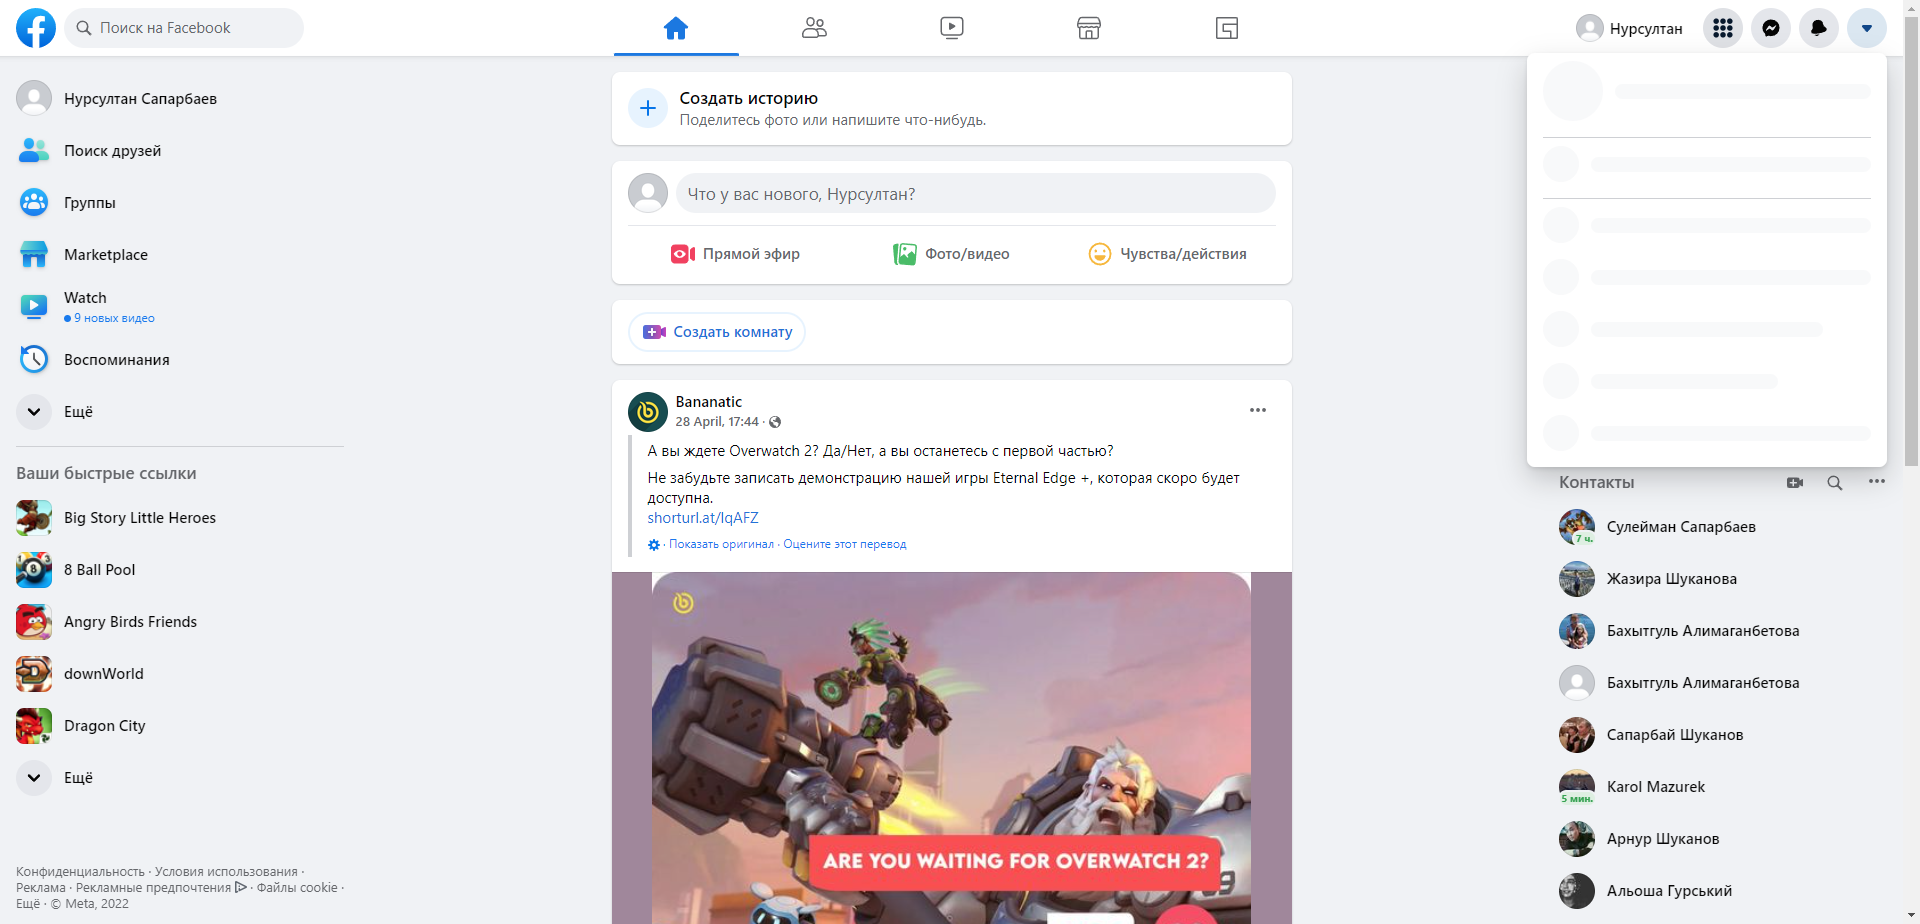 Поиск на Facebook
Нурсултан
Нурсултан Сапарбаев
Поиск друзей
Группы
Marketplace
Watch
9 новых видео
Воспоминания
Ещё
Ваши быстрые ссылки
Big Story Little Heroes
8 Ball Pool
Angry Birds Friends
downWorld
Dragon City
Ещё
Конфиденциальность · Условия использования ·
Реклама · Рекламные предпочтения · Файлы cookie ·
Ещё · © Meta, 2022
Создать историю
Поделитесь фото или напишите что-нибудь.
Что у вас нового, Нурсултан?
Прямой эфир
Фото/видео
Чувства/действия
Создать комнату
Bananatic
28 April, 17:44 ·
А вы ждете Overwatch 2? Да/Нет, а вы останетесь с первой частью?
Не забудьте записать демонстрацию нашей игры Eternal Edge +, которая скоро будет
доступна.
shorturl.at/lqAFZ
· Показать оригинал · Оцените этот перевод
ARE YOU WAITING FOR OVERWATCH 2?
Контакты
Сулейман Сапарбаев
7 ч.
Жазира Шуканова
Бахытгуль Алимаганбетова
Бахытгуль Алимаганбетова
Сапарбай Шуканов
Karol Mazurek
5 мин.
Арнур Шуканов
Альоша Гурський